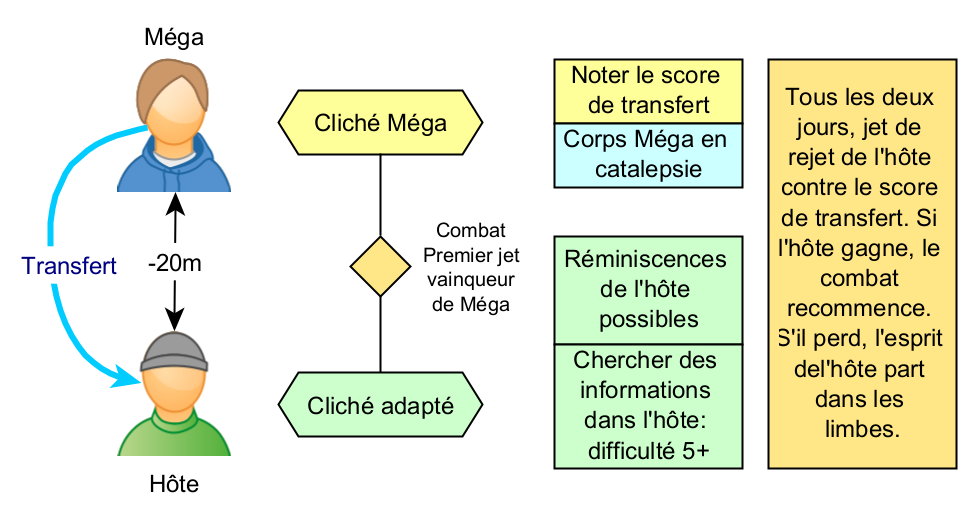 Méga
Transfert
-20m
Hôte
Cliché Méga
Combat
Premier jet
vainqueur
de Méga
Cliché adapté
Noter le score
de transfert
Corps Méga en
catalepsie
Réminiscences
de l'hôte
possibles
Chercher des
informations
dans l'hôte:
difficulté 5+
Tous les deux
jours, jet de
rejet de l'hôte
contre le score
de transfert. Si
l'hôte gagne, le
combat
recommence.
S'il perd, l'esprit
del'hôte part
dans les
limbes.